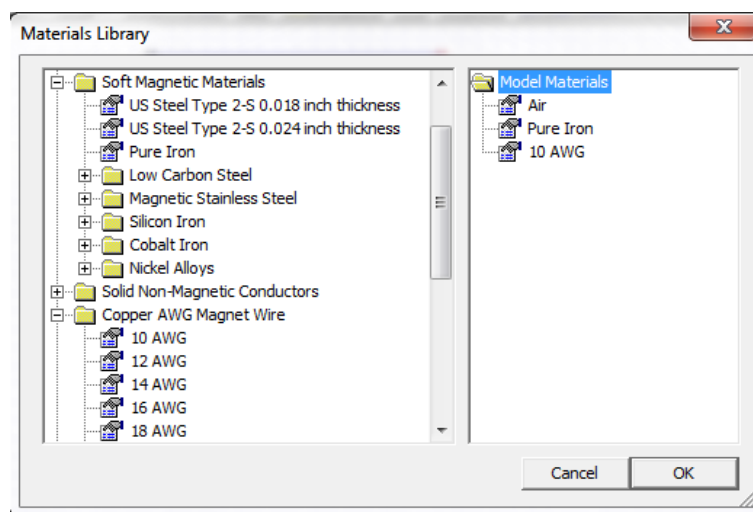 Materials Library
Soft Magnetic Materials
US Steel Type 2-S 0.018 inch thickness
US Steel Type 2-S 0.024 inch thickness
Pure Iron
Low Carbon Steel
Magnetic Stainless Steel
Silicon Iron
Cobalt Iron
Nickel Alloys
Solid Non-Magnetic Conductors
Copper AWG Magnet Wire
10 AWG
12 AWG
14 AWG
16 AWG
18 AWG
Model Materials
Air
Pure Iron
10 AWG
Cancel
OK